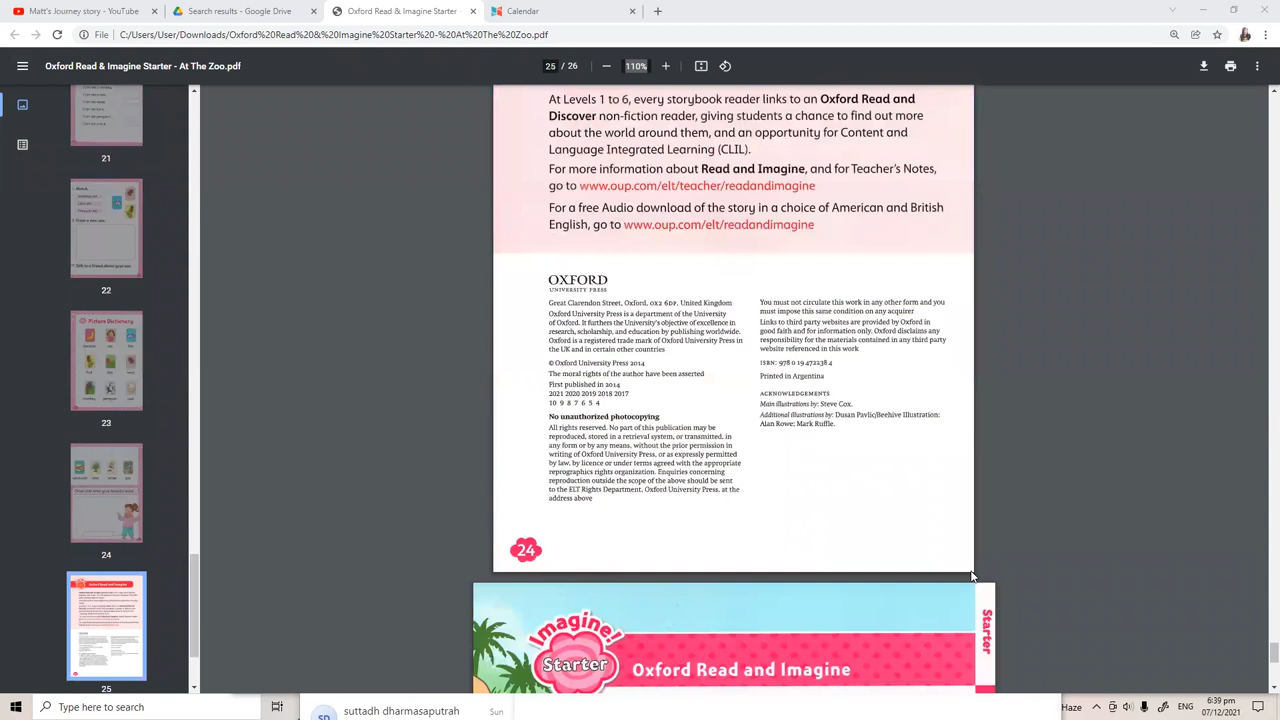 Matt's Journey story - YouTube
Search results - Google Drive
Oxford Read & Imagine Starter -
Calendar
File
C:/Users/User/Downloads/Oxford%20Read%20&%20Imagine%20Starter%20-%20At%20The%20Zoo.pdf
Oxford Read & Imagine Starter - At The Zoo.pdf
25 / 26
110%
21
22
Picture Dictionary
23
24
Oxford Read and Imagine
25
At Levels 1 to 6, every storybook reader links to an Oxford Read and
Discover non-fiction reader, giving students a chance to find out more
about the world around them, and an opportunity for Content and
Language Integrated Learning (CLIL).
For more information about Read and Imagine, and for Teacher's Notes,
go to www.oup.com/elt/teacher/readandimagine
For a free Audio download of the story in a choice of American and British
English, go to www.oup.com/elt/readandimagine
OXFORD
UNIVERSITY PRESS
Great Clarendon Street, Oxford, OX2 6DP, United Kingdom
Oxford University Press is a department of the University
of Oxford. It furthers the University's objective of excellence in
research, scholarship, and education by publishing worldwide.
Oxford is a registered trade mark of Oxford University Press in
the UK and in certain other countries
© Oxford University Press 2014
The moral rights of the author have been asserted
First published in 2014
2021 2020 2019 2018 2017
10 9 8 7 6 5 4
No unauthorized photocopying
All rights reserved. No part of this publication may be
reproduced, stored in a retrieval system, or transmitted, in
any form or by any means, without the prior permission in
writing of Oxford University Press, or as expressly permitted
by law, by licence or under terms agreed with the appropriate
reprographics rights organization. Enquiries concerning
reproduction outside the scope of the above should be sent
to the ELT Rights Department, Oxford University Press, at the
address above
You must not circulate this work in any other form and you
must impose this same condition on any acquirer
Links to third party websites are provided by Oxford in
good faith and for information only. Oxford disclaims any
responsibility for the materials contained in any third party
website referenced in this work
ISBN: 978 0 19 472238 4
Printed in Argentina
ACKNOWLEDGEMENTS
Main illustrations by: Steve Cox.
Additional illustrations by: Dusan Pavlic/Beehive Illustration;
Alan Rowe; Mark Ruffle.
24
Imagine!
Starter
Oxford Read and Imagine
Starter
Type here to search
SD
suttadh dharmasaputrah
Sun
Haze
ENG
6:39 pm
07/12/2021